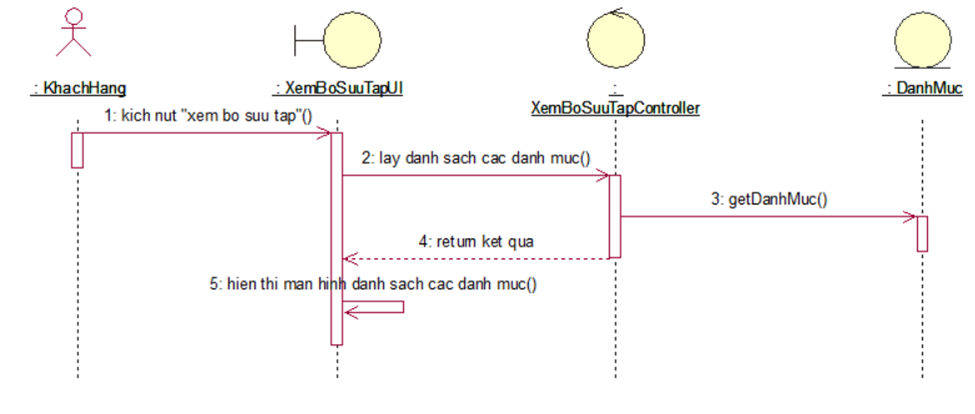 : KhachHang
: XemBoSuuTapUI
:
XemBoSuuTapController
: DanhMuc
1: kich nut "xem bo suu tap"()
2: lay danh sach cac danh muc()
3: getDanhMuc()
4: return ket qua
5: hien thi man hinh danh sach cac danh muc()